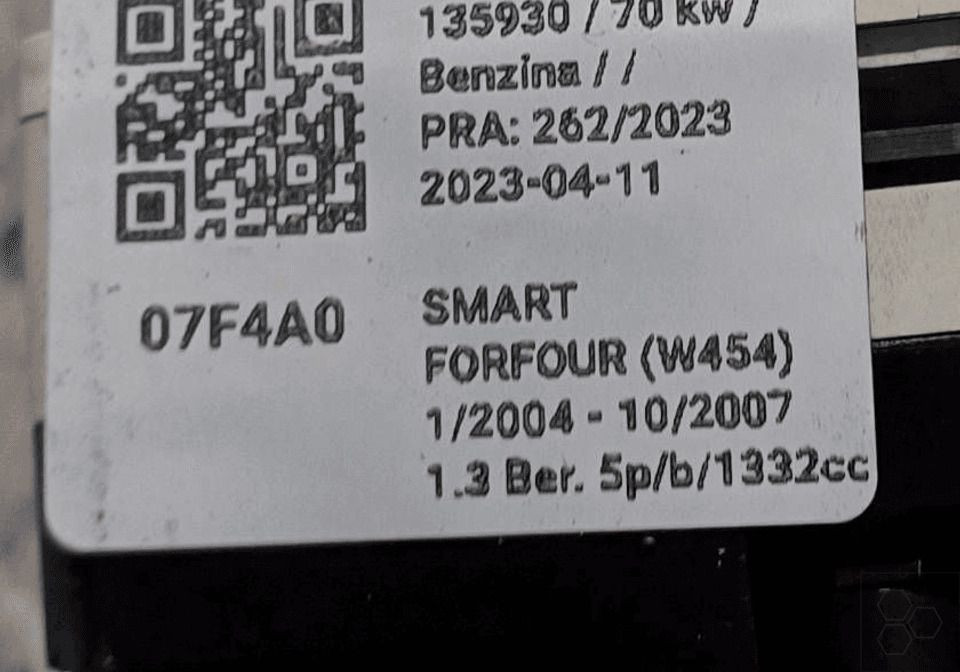 135930 / 70 kw /
Benzina / /
PRA: 262/2023
2023-04-11
07F4A0
SMART
FORFOUR (W454)
1/2004 - 10/2007
1.3 Ber. 5p/b/1332cc